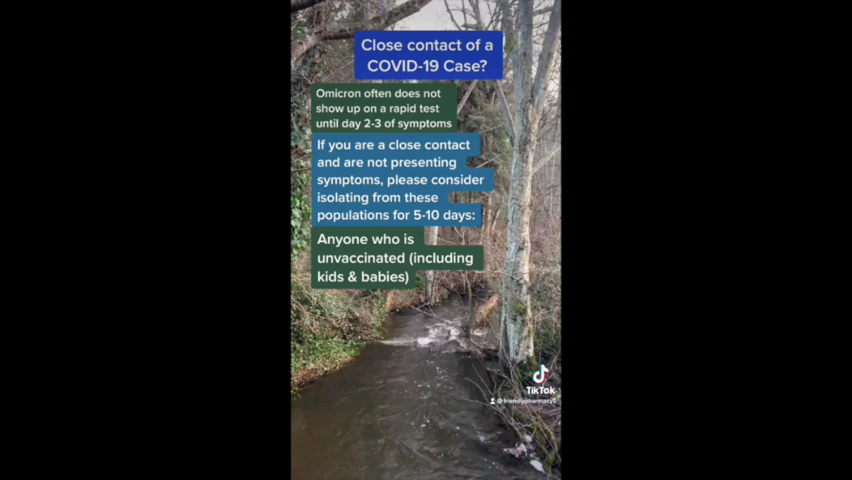 Close contact of a
COVID-19 Case?
Omicron often does not
show up on a rapid test
until day 2-3 of symptoms
If you are a close contact
and are not presenting
symptoms, please consider
isolating from these
populations for 5-10 days:
Anyone who is
unvaccinated (including
kids & babies)
TikTok
@friendlypharmacy5